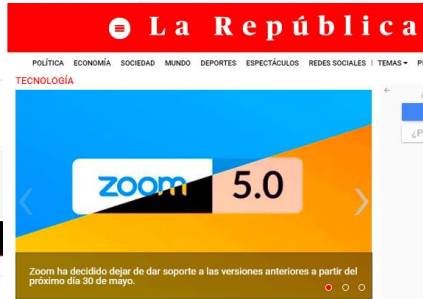 La República
POLÍTICA ECONOMÍA SOCIEDAD MUNDO DEPORTES ESPECTÁCULOS REDES SOCIALES | TEMAS
TECNOLOGÍA
zoom 5.0
Zoom ha decidido dejar de dar soporte a las versiones anteriores a partir del
próximo día 30 de mayo.